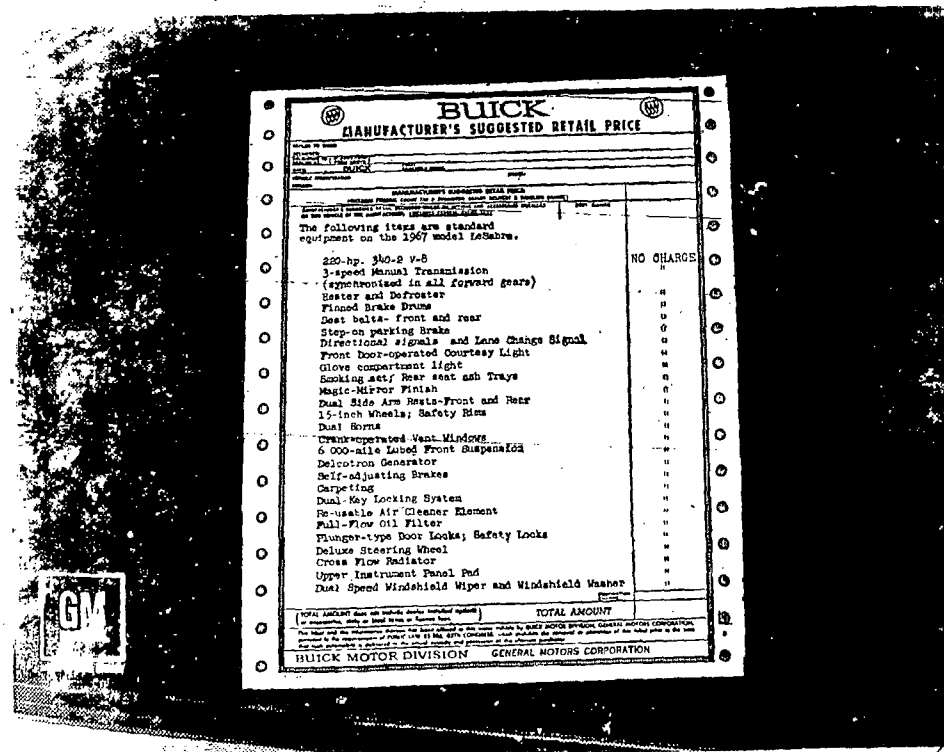 BUICK
MANUFACTURER'S SUGGESTED RETAIL PRICE
BUICK
MANUFACTURER'S SUGGESTED RETAIL PRICE
The following items are standard
equipment on the 1967 model LeSabre.
220-hp. 340-2 V-8 NO CHARGE
3-speed Manual Transmission "
(synchronized in all forward gears)
Heater and Defroster "
Finned Brake Drums "
Seat belts- front and rear "
Step-on parking Brake "
Directional signals and Lane Change Signal "
Front Door-operated Courtesy Light "
Glove compartment light "
Smoking set; Rear seat ash Trays "
Magic-Mirror Finish "
Dual Side Arm Rests-Front and Rear "
15-inch Wheels; Safety Rims "
Dual Horns "
Crank-operated Vent Windows "
6 000-mile Lubed Front Suspension "
Delcotron Generator "
Self-adjusting Brakes "
Carpeting "
Dual-Key Locking System "
Re-usable Air Cleaner Element "
Full-Flow Oil Filter "
Plunger-type Door Locks; Safety Locks "
Deluxe Steering Wheel "
Cross Flow Radiator "
Upper Instrument Panel Pad "
Dual Speed Windshield Wiper and Windshield Washer "
TOTAL AMOUNT
BUICK MOTOR DIVISION GENERAL MOTORS CORPORATION
GM